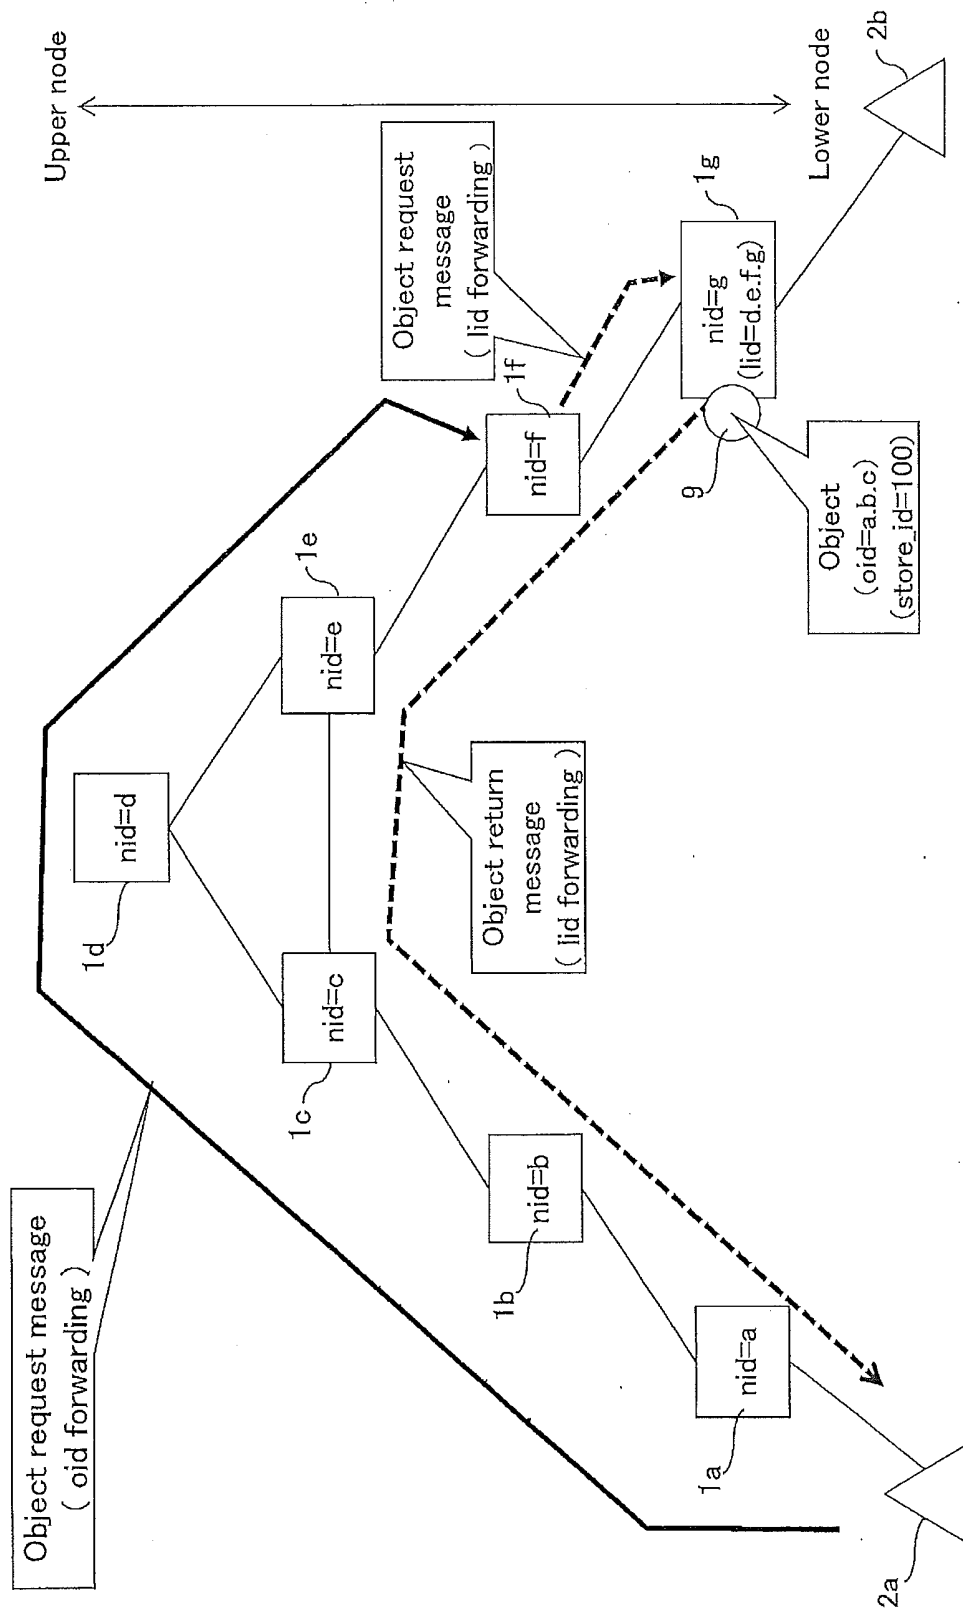 Upper node
Object request message
( oid forwarding )
1d
nid=d
1c
nid=c
nid=e
1e
Object request
message
( lid forwarding )
1b
nid=b
nid=f
1f
Object return
message
( lid forwarding )
1a
nid=a
9
nid=g
(lid=d.e.f.g)
1g
Object
(oid=a.b.c)
(store_id=100)
Lower node
2a
2b